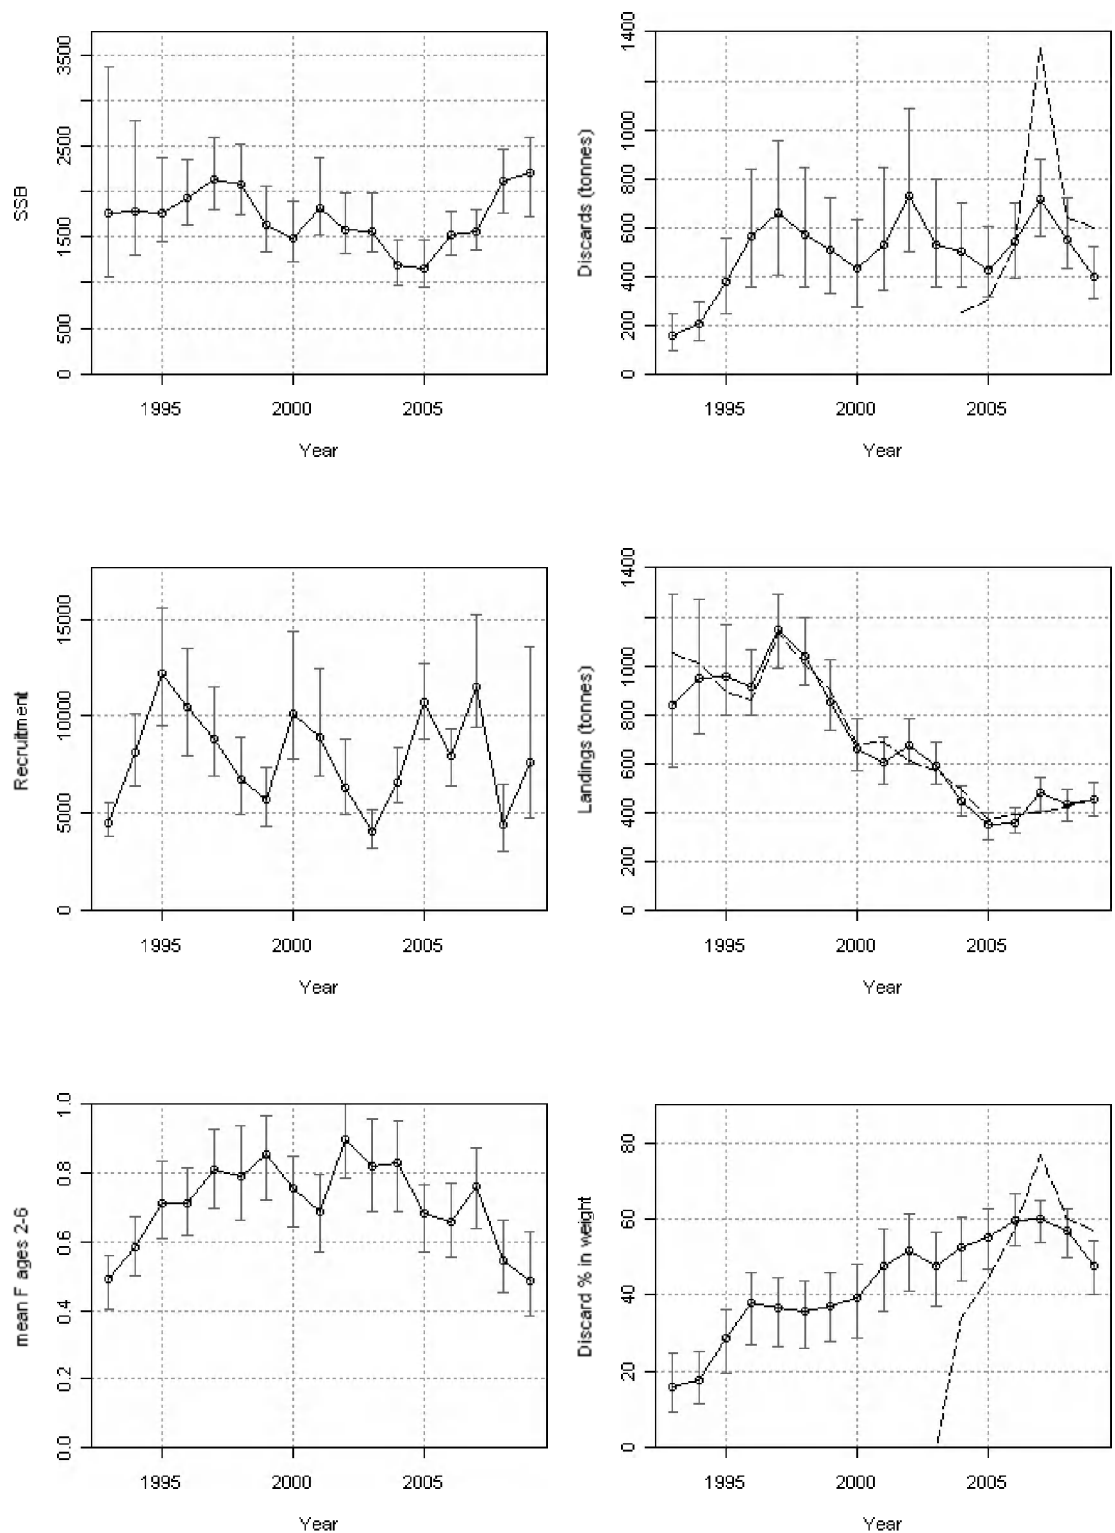 SSB
0 500 1500 2500 3500
1995 2000 2005
Year
Discards (tonnes)
0 200 400 600 800 1000 1400
1995 2000 2005
Year
Recruitment
0 5000 10000 15000
1995 2000 2005
Year
Landings (tonnes)
0 200 400 600 800 1000 1400
1995 2000 2005
Year
mean F ages 2-6
0.0 0.2 0.4 0.6 0.8 1.0
1995 2000 2005
Year
Discard % in weight
0 20 40 60 80
1995 2000 2005
Year